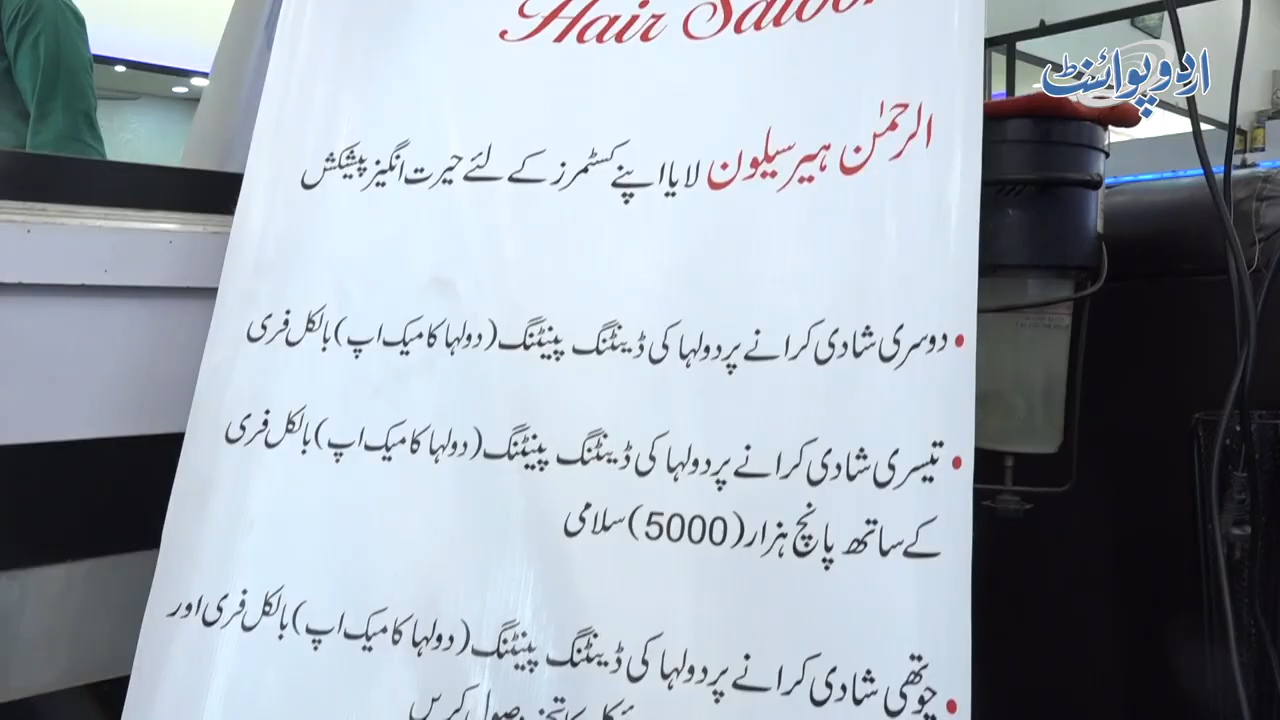 Hair Saloon
اردو پوائنٹ
الرحمٰن ہیر سیلون لایا اپنے کسٹمرز کے لئے حیرت انگیز پیشکش
• دوسری شادی کرانے پر دولہا کی ڈینٹنگ پینٹنگ (دولہا کا میک اپ) بالکل فری
• تیسری شادی کرانے پر دولہا کی ڈینٹنگ پینٹنگ (دولہا کا میک اپ) بالکل فری
کے ساتھ پانچ ہزار (5000) سلامی
• چوتھی شادی کرانے پر دولہا کی ڈینٹنگ پینٹنگ (دولہا کا میک اپ) بالکل فری اور